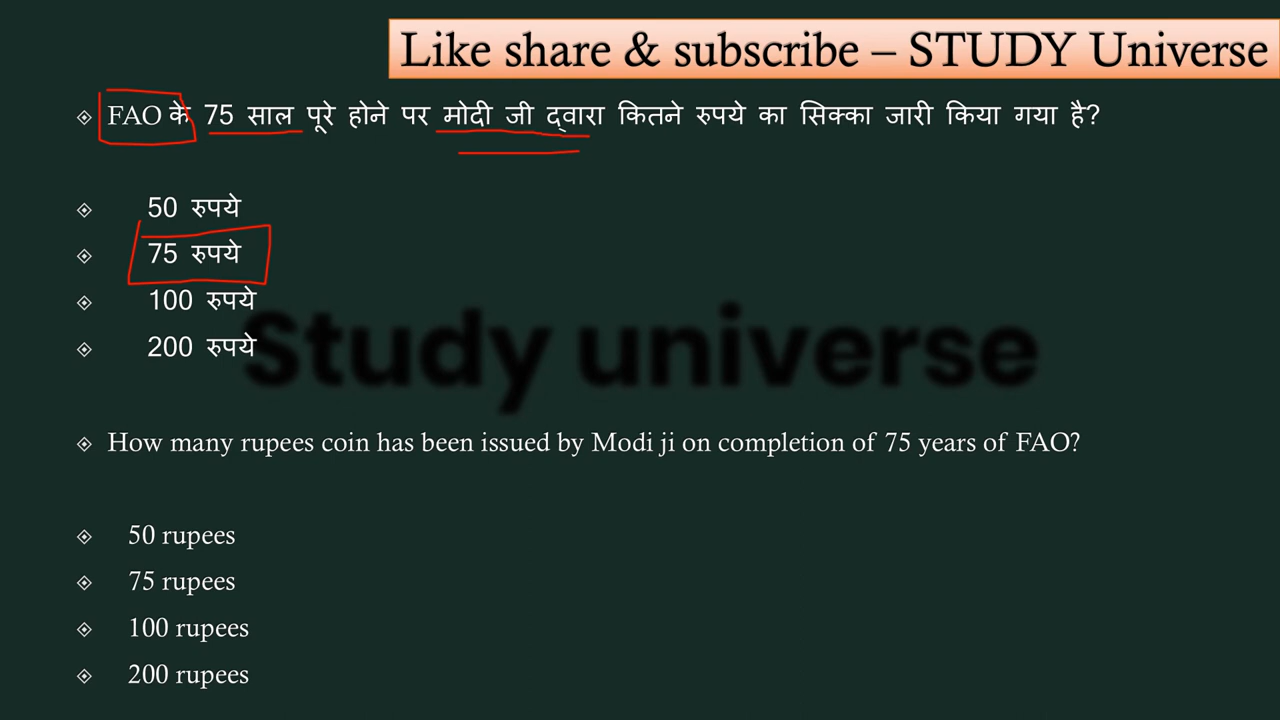 Like share & subscribe – STUDY Universe
FAO के 75 साल पूरे होने पर मोदी जी द्वारा कितने रुपये का सिक्का जारी किया गया है?
50 रुपये
75 रुपये
100 रुपये
200 रुपये
Study universe
How many rupees coin has been issued by Modi ji on completion of 75 years of FAO?
50 rupees
75 rupees
100 rupees
200 rupees